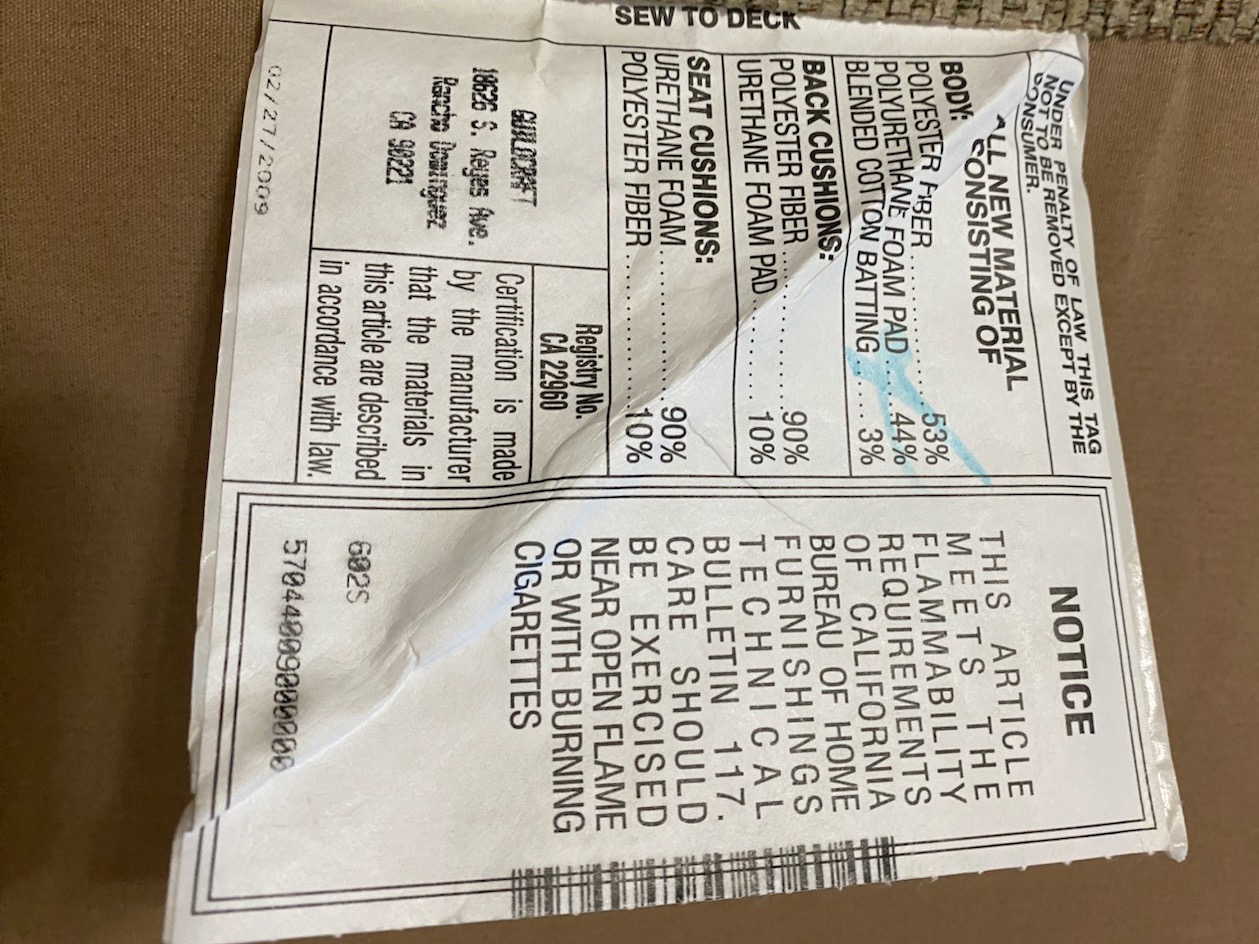 SEW TO DECK
UNDER PENALTY OF LAW THIS TAG
NOT TO BE REMOVED EXCEPT BY THE
CONSUMER.
ALL NEW MATERIAL
CONSISTING OF
BODY:
POLYESTER FIBER..............53%
POLYURETHANE FOAM PAD.....44%
BLENDED COTTON BATTING.... 3%
BACK CUSHIONS:
POLYESTER FIBER................90%
URETHANE FOAM PAD........... 10%
SEAT CUSHIONS:
URETHANE FOAM................90%
POLYESTER FIBER................10%
Registry No.
CA 22960
GUILDCRAFT
18626 S. Reyes Ave.
Rancho Dominguez
CA 90221
Certification is made
by the manufacturer
that the materials in
this article are described
in accordance with law.
02/27/2009
NOTICE
THIS ARTICLE
MEETS THE
FLAMMABILITY
REQUIREMENTS
OF CALIFORNIA
BUREAU OF HOME
FURNISHINGS
TECHNICAL
BULLETIN 117.
CARE SHOULD
BE EXERCISED
NEAR OPEN FLAME
OR WITH BURNING
CIGARETTES
602S